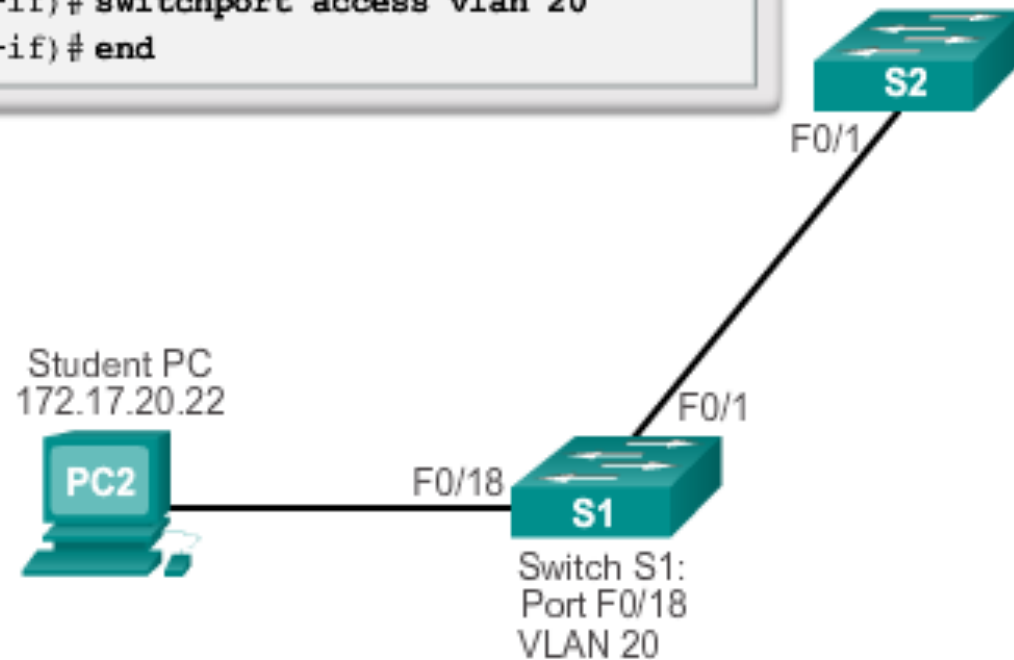 -if)# switchport access vlan 20
-if)# end
S2
F0/1
Student PC
172.17.20.22
F0/1
PC2
F0/18
S1
Switch S1:
Port F0/18
VLAN 20